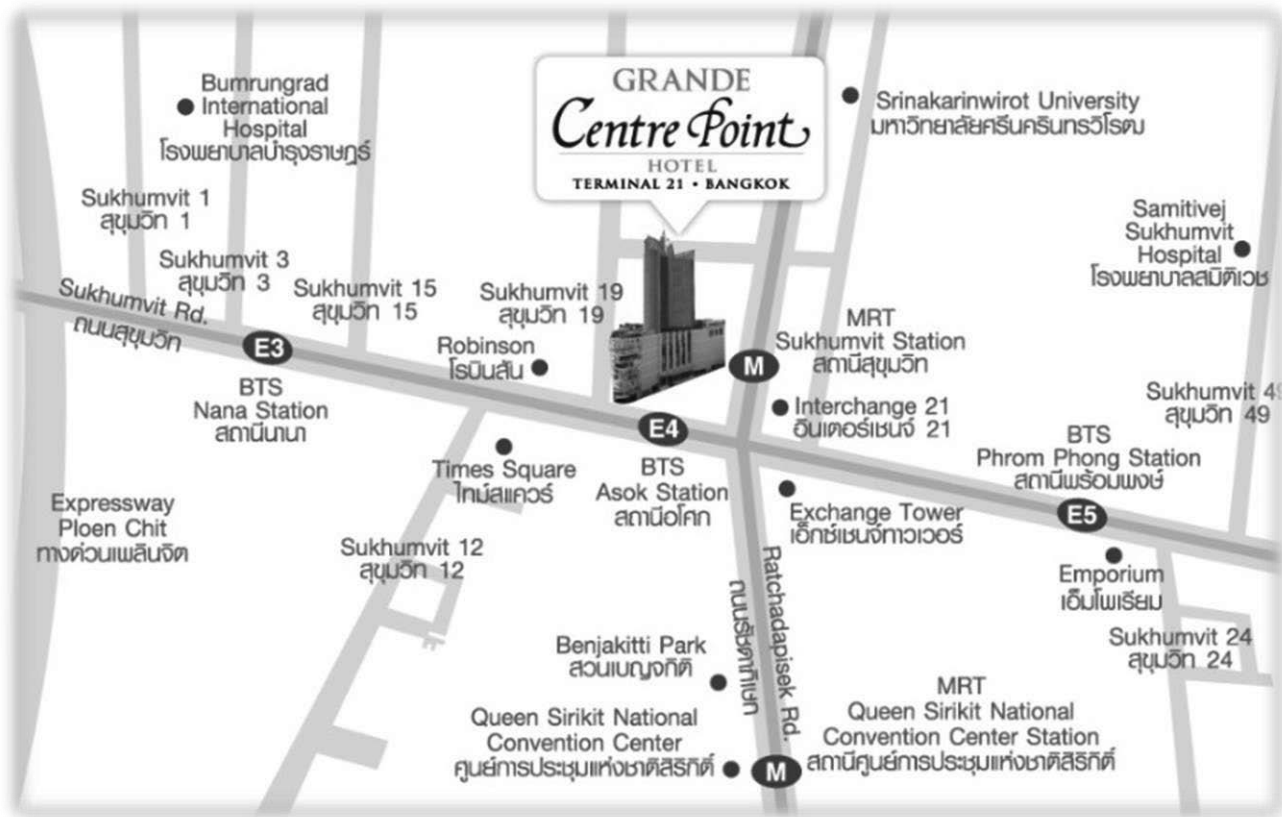 GRANDE
Centre Point
HOTEL
TERMINAL 21 • BANGKOK
Bumrungrad
International
Hospital
โรงพยาบาลบำรุงราษฎร์
Srinakarinwirot University
มหาวิทยาลัยศรีนครินทรวิโรฒ
Sukhumvit 1
สุขุมวิท 1
Samitivej
Sukhumvit
Hospital
โรงพยาบาลสมิติเวช
Sukhumvit 3
สุขุมวิท 3
Sukhumvit 15
สุขุมวิท 15
Sukhumvit 19
สุขุมวิท 19
Sukhumvit Rd.
ถนนสุขุมวิท
MRT
Sukhumvit Station
สถานีสุขุมวิท
Robinson
โรบินสัน
E3
M
BTS
Nana Station
สถานีนานา
Interchange 21
อินเตอร์เชนจ์ 21
Sukhumvit 49
สุขุมวิท 49
E4
BTS
Asok Station
สถานีอโศก
BTS
Phrom Phong Station
สถานีพร้อมพงษ์
Times Square
ไทม์สแควร์
Expressway
Ploen Chit
ทางด่วนเพลินจิต
Exchange Tower
เอ็กซ์เชนจ์ทาวเวอร์
E5
Sukhumvit 12
สุขุมวิท 12
Emporium
เอ็มโพเรียม
Ratchadapisek Rd.
ถนนรัชดาภิเษก
Sukhumvit 24
สุขุมวิท 24
Benjakitti Park
สวนเบญจกิติ
Queen Sirikit National
Convention Center
ศูนย์การประชุมแห่งชาติสิริกิติ์
M
MRT
Queen Sirikit National
Convention Center Station
สถานีศูนย์การประชุมแห่งชาติสิริกิติ์